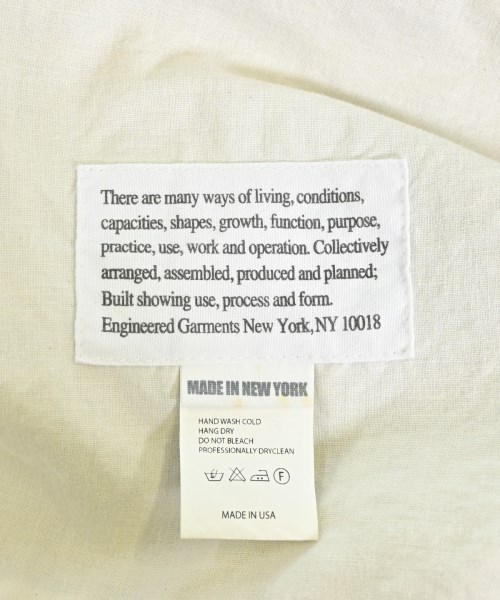 There are many ways of living, conditions,
capacities, shapes, growth, function, purpose,
practice, use, work and operation. Collectively
arranged, assembled, produced and planned;
Built showing use, process and form.
Engineered Garments New York, NY 10018
MADE IN NEW YORK
HAND WASH COLD
HANG DRY
DO NOT BLEACH
PROFESSIONALLY DRYCLEAN
F
MADE IN USA